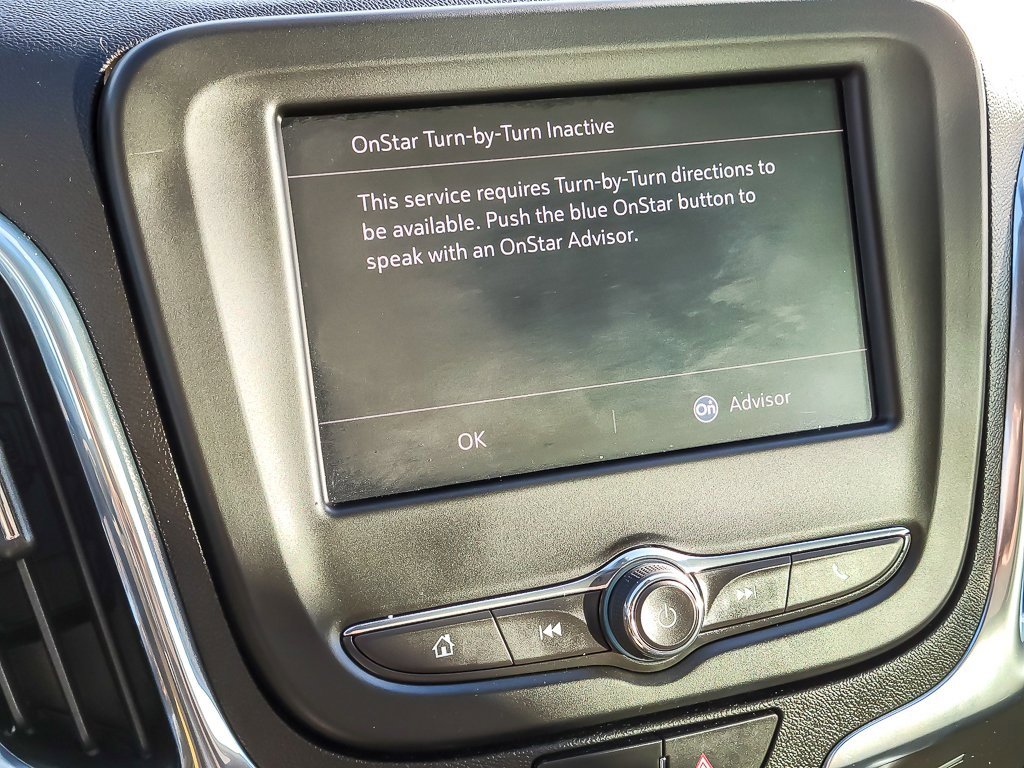 OnStar Turn-by-Turn Inactive
This service requires Turn-by-Turn directions to
be available. Push the blue OnStar button to
speak with an OnStar Advisor.
OK
On Advisor